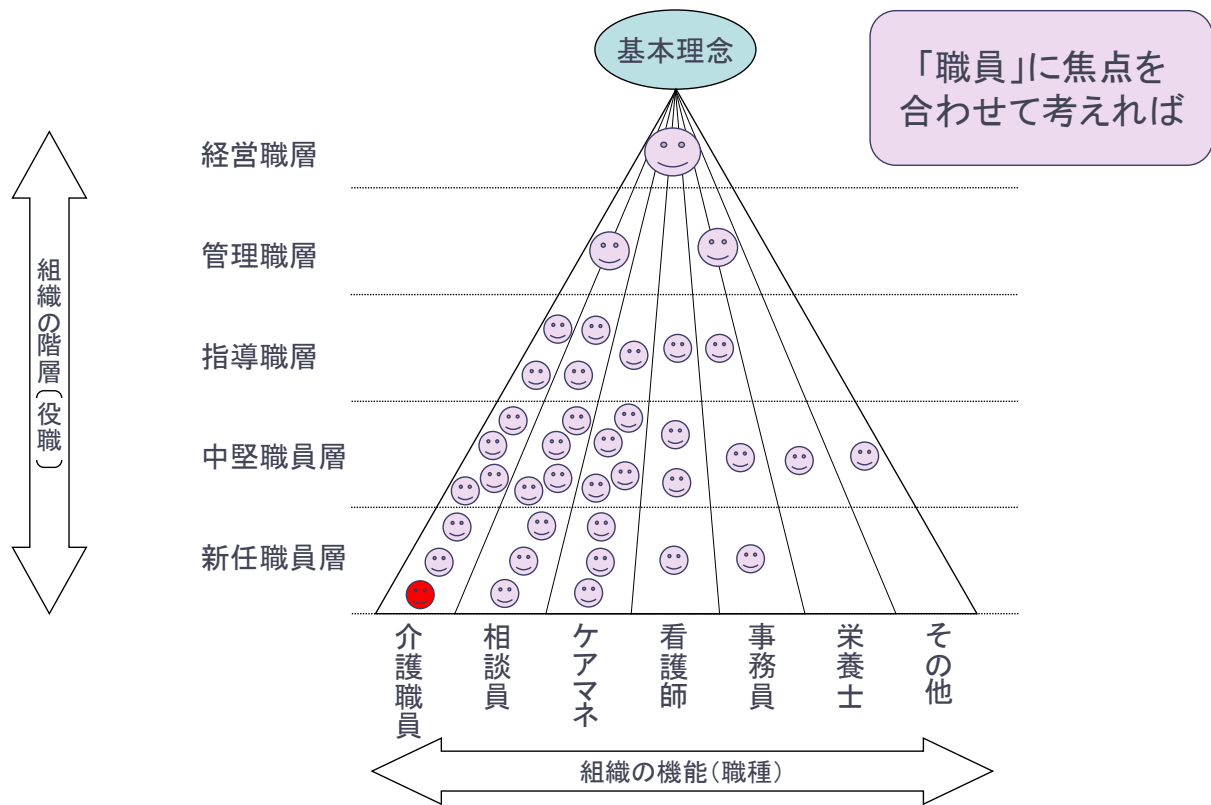 基本理念
「職員」に焦点を
合わせて考えれば
経営職層
管理職層
指導職層
中堅職員層
新任職員層
組織の階層(役職)
介護職員
相談員
ケアマネ
看護師
事務員
栄養士
その他
組織の機能(職種)